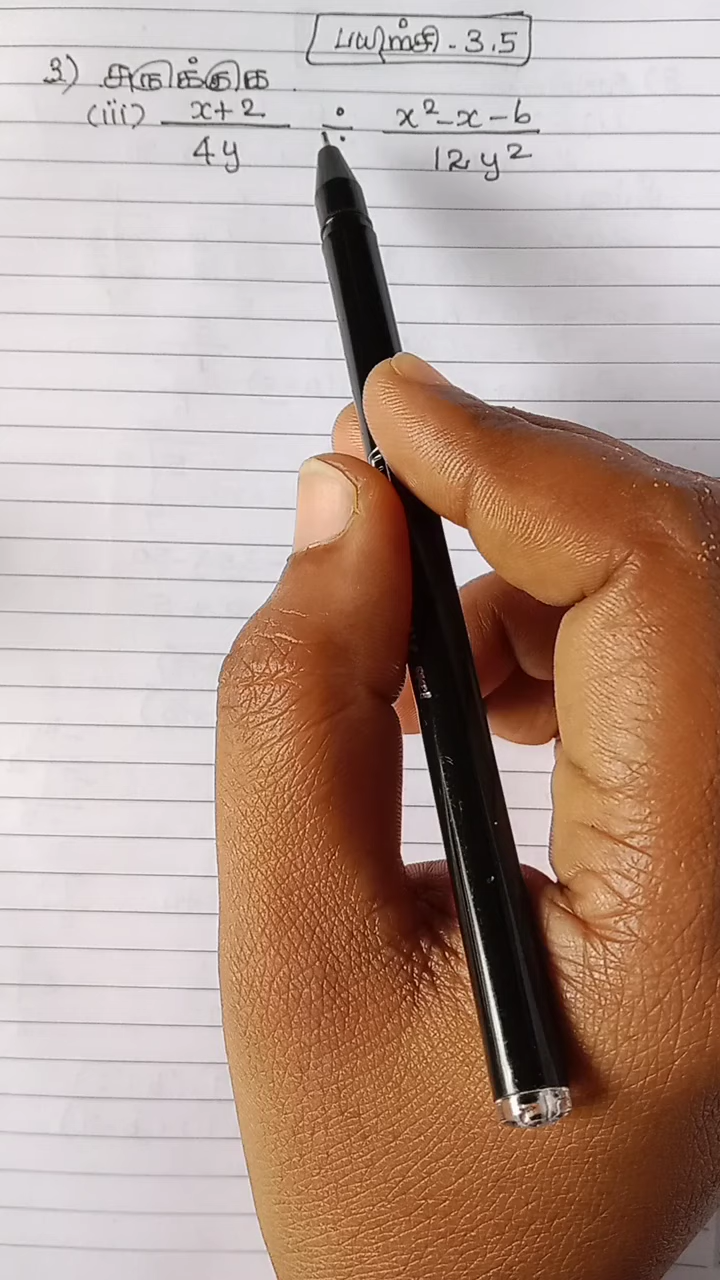 பயிற்சி - 3.5
3) சுருக்குக
(iii) x+2/4y ÷ x²-x-6/12y²